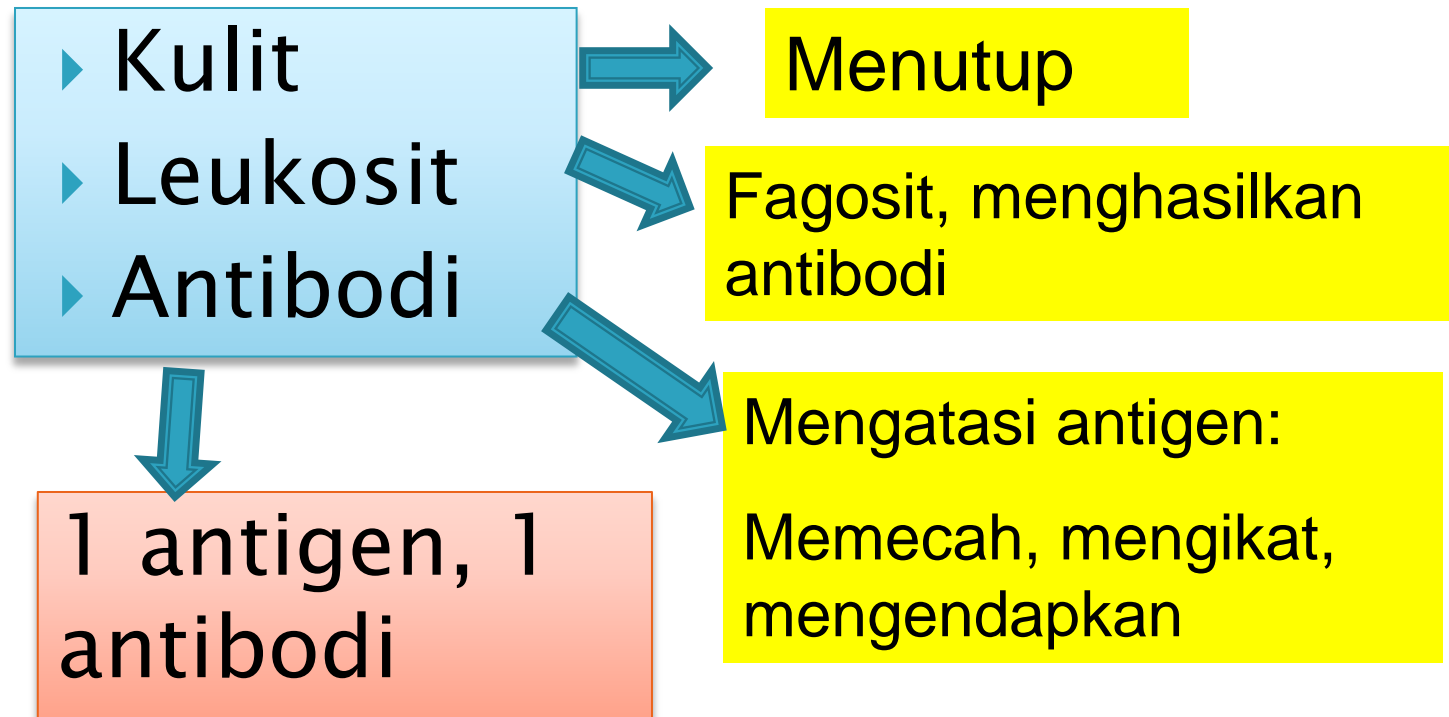 Kulit
Leukosit
Antibodi
Menutup
Fagosit, menghasilkan
antibodi
Mengatasi antigen:
Memecah, mengikat,
mengendapkan
1 antigen, 1
antibodi